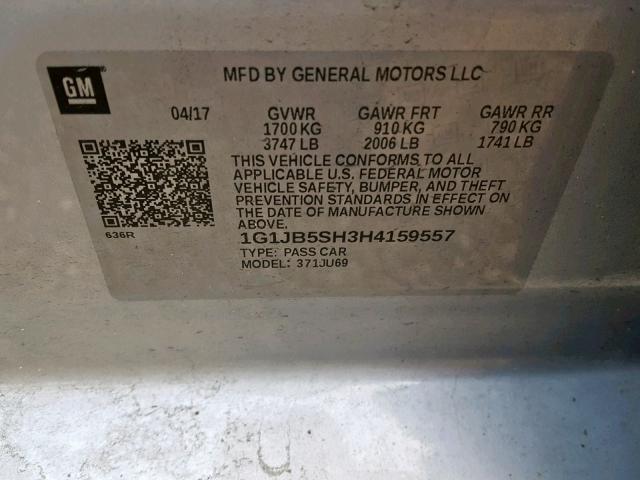 GM
MFD BY GENERAL MOTORS LLC
04/17 GVWR GAWR FRT GAWR RR
1700 KG 910 KG 790 KG
3747 LB 2006 LB 1741 LB
THIS VEHICLE CONFORMS TO ALL
APPLICABLE U.S. FEDERAL MOTOR
VEHICLE SAFETY, BUMPER, AND THEFT
PREVENTION STANDARDS IN EFFECT ON
THE DATE OF MANUFACTURE SHOWN
ABOVE.
636R
1G1JB5SH3H4159557
TYPE: PASS CAR
MODEL: 371JU69